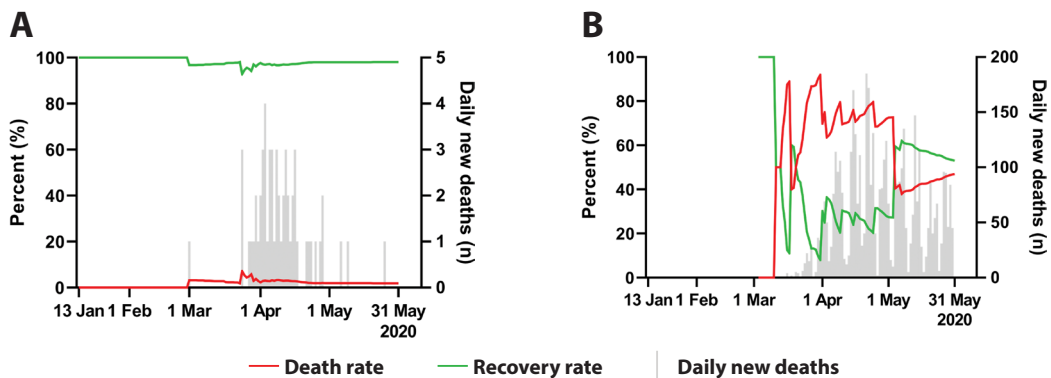 A
Percent (%)
100
80
60
40
20
0
5
4
3
2
1
0
Daily new deaths (n)
13 Jan 1 Feb 1 Mar 1 Apr 1 May 31 May
2020
B
Percent (%)
100
80
60
40
20
0
200
150
100
50
0
Daily new deaths (n)
13 Jan 1 Feb 1 Mar 1 Apr 1 May 31 May
2020
Death rate Recovery rate Daily new deaths